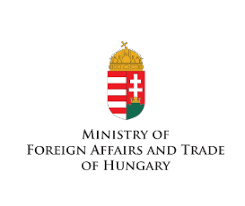 MINISTRY OF
FOREIGN AFFAIRS AND TRADE
OF HUNGARY